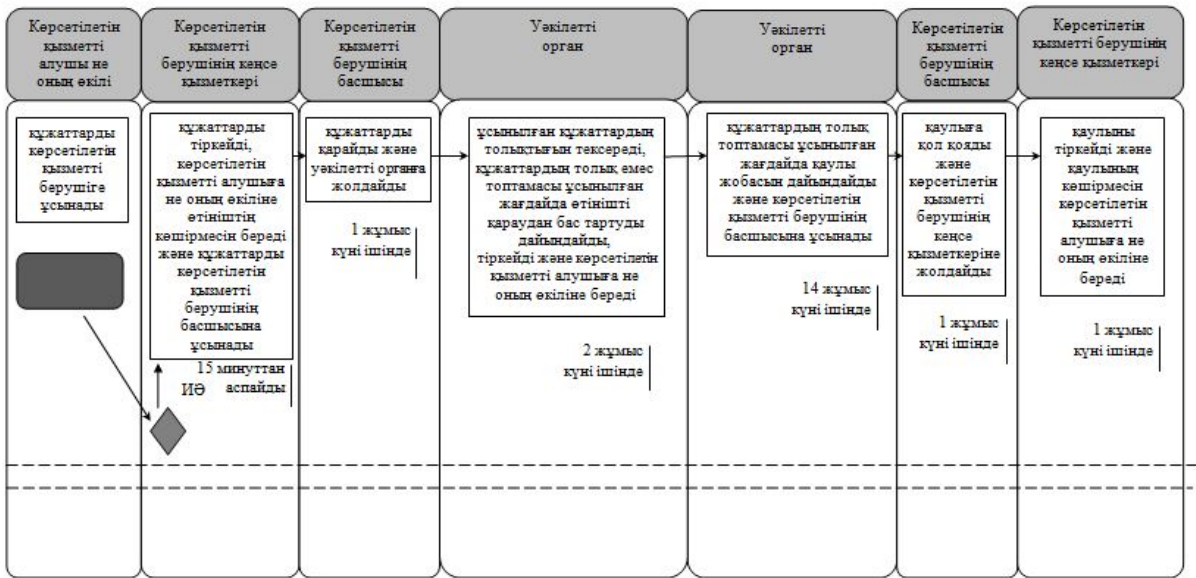 Көрсетілетін
қызметті
алушы не
оның өкілі
Көрсетілетін
қызметті
берушінің кеңсе
қызметкері
Көрсетілетін
қызметті
берушінің
басшысы
Уәкілетті
орган
Уәкілетті
орган
Көрсетілетін
қызметті
берушінің
басшысы
Көрсетілетін
қызметті берушінің
кеңсе қызметкері
құжаттарды
көрсетілетін
қызметті
берушіге
ұсынады
құжаттарды
тіркейді,
көрсетілетін
қызметті алушыға
не оның өкіліне
өтініштің
көшірмесін береді
және құжаттарды
көрсетілетін
қызметті
берушінің
басшысына
ұсынады
15 минуттан
аспайды
ИӘ
құжаттарды
қарайды және
уәкілетті органға
жолдайды
1 жұмыс
күні ішінде
ұсынылған құжаттардың
толықтығын тексереді,
құжаттардың толық емес
топтамасы ұсынылған
жағдайда өтінішті
қараудан бас тартуды
дайындайды,
тіркейді және көрсетілетін
қызметті алушыға не
оның өкіліне береді
2 жұмыс
күні ішінде
құжаттардың толық
топтамасы ұсынылған
жағдайда қаулы
жобасын дайындайды
және көрсетілетін
қызметті берушінің
басшысына ұсынады
14 жұмыс
күні ішінде
қаулыға
қол қояды
және
көрсетілетін
қызметті
берушінің
кеңсе
қызметкеріне
жолдайды
1 жұмыс
күні ішінде
қаулыны
тіркейді және
қаулының
көшірмесін
көрсетілетін
қызметті
алушыға не
оның өкіліне
береді
1 жұмыс
күні ішінде